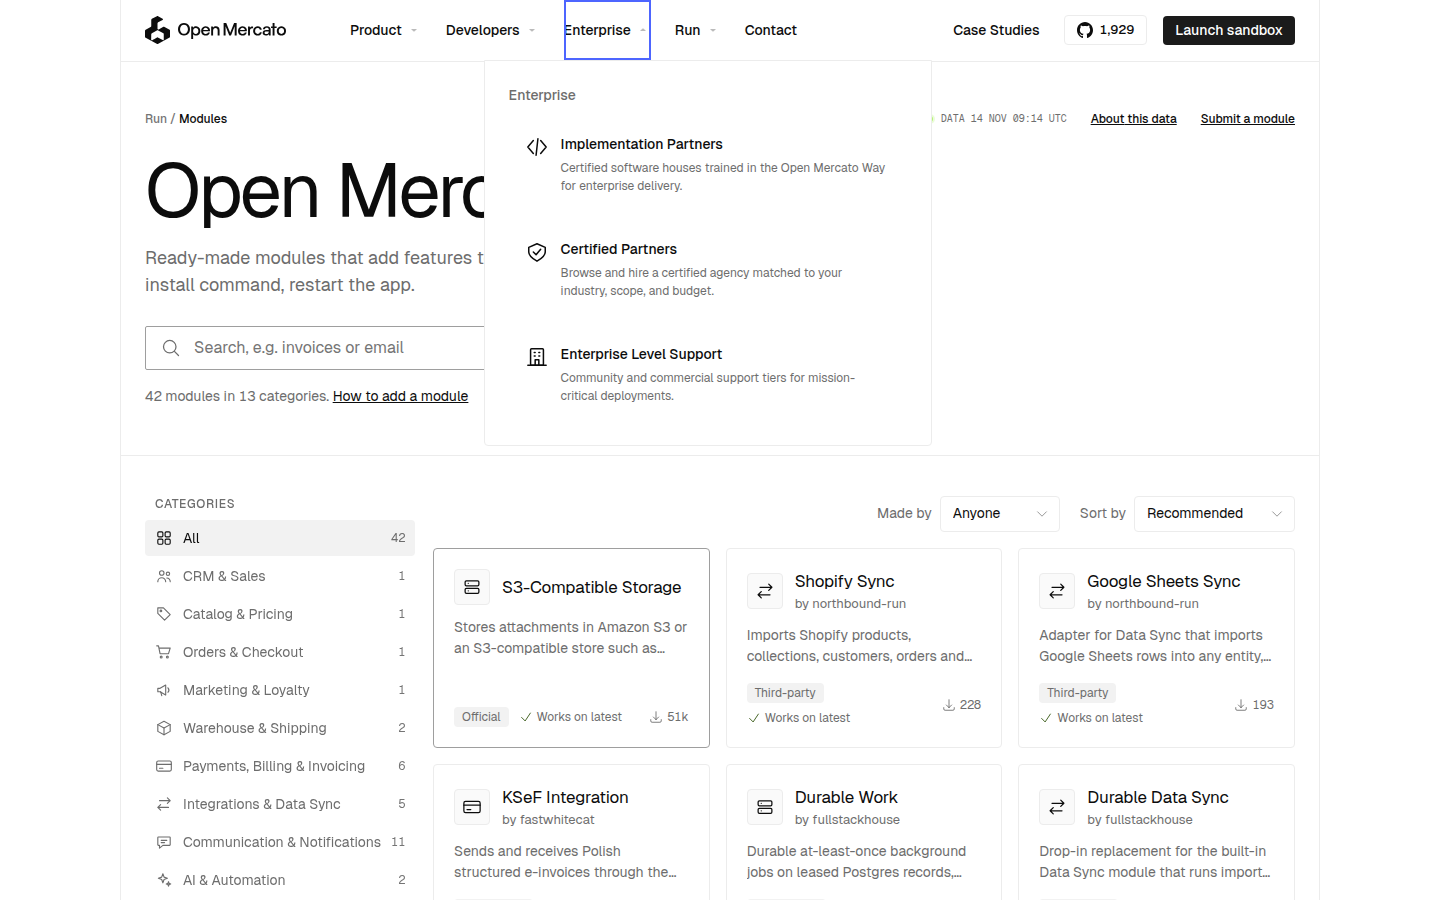 Open Mercato
Product
Developers
Enterprise
Run
Contact
Case Studies
1,929
Launch sandbox
Enterprise
Implementation Partners
Certified software houses trained in the Open Mercato Way
for enterprise delivery.
Certified Partners
Browse and hire a certified agency matched to your
industry, scope, and budget.
Enterprise Level Support
Community and commercial support tiers for mission-
critical deployments.
Run / Modules
DATA 14 NOV 09:14 UTC
About this data
Submit a module
Open Merc
Ready-made modules that add features t
install command, restart the app.
Search, e.g. invoices or email
42 modules in 13 categories. How to add a module
CATEGORIES
All 42
CRM & Sales 1
Catalog & Pricing 1
Orders & Checkout 1
Marketing & Loyalty 1
Warehouse & Shipping 2
Payments, Billing & Invoicing 6
Integrations & Data Sync 5
Communication & Notifications 11
AI & Automation 2
Made by
Anyone
Sort by
Recommended
S3-Compatible Storage
Stores attachments in Amazon S3 or
an S3-compatible store such as...
Official
Works on latest
51k
Shopify Sync
by northbound-run
Imports Shopify products,
collections, customers, orders and...
Third-party
Works on latest
228
Google Sheets Sync
by northbound-run
Adapter for Data Sync that imports
Google Sheets rows into any entity,...
Third-party
Works on latest
193
KSeF Integration
by fastwhitecat
Sends and receives Polish
structured e-invoices through the...
Durable Work
by fullstackhouse
Durable at-least-once background
jobs on leased Postgres records,...
Durable Data Sync
by fullstackhouse
Drop-in replacement for the built-in
Data Sync module that runs import...